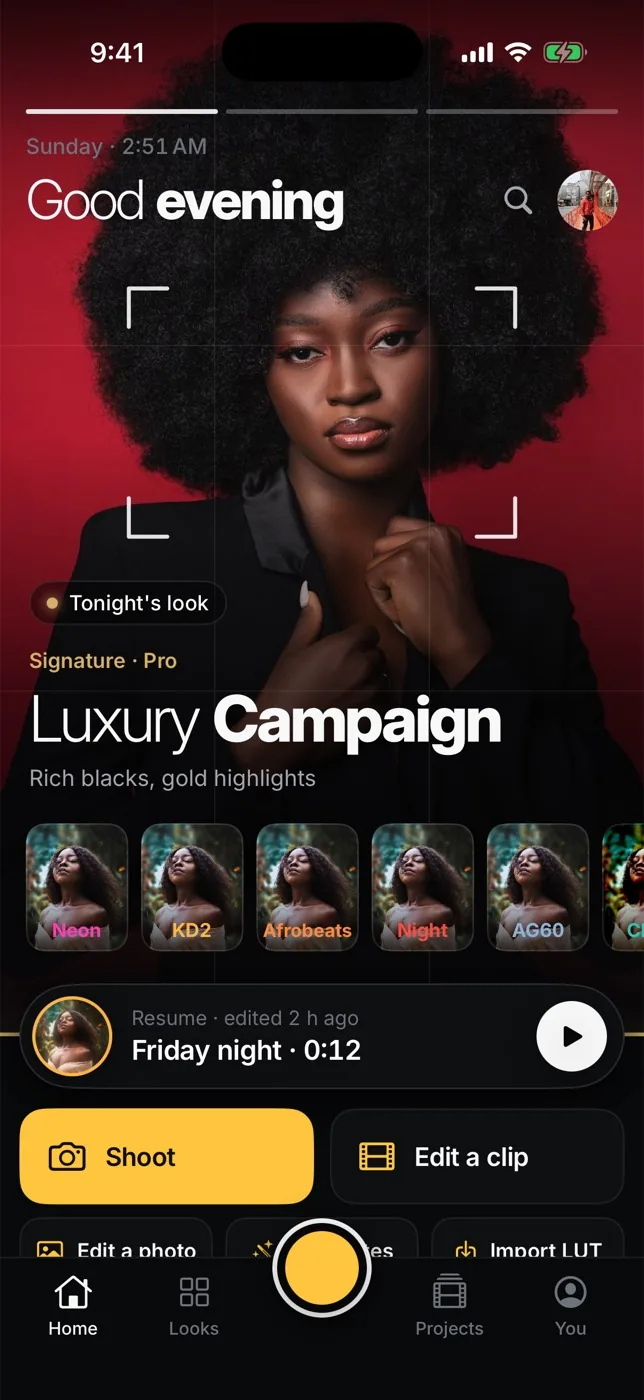 9:41
Sunday · 2:51 AM
Good evening
Tonight's look
Signature · Pro
Luxury Campaign
Rich blacks, gold highlights
Neon
KD2
Afrobeats
Night
AG60
Resume · edited 2 h ago
Friday night · 0:12
Shoot
Edit a clip
Edit a photo
Import LUT
Home
Looks
Projects
You